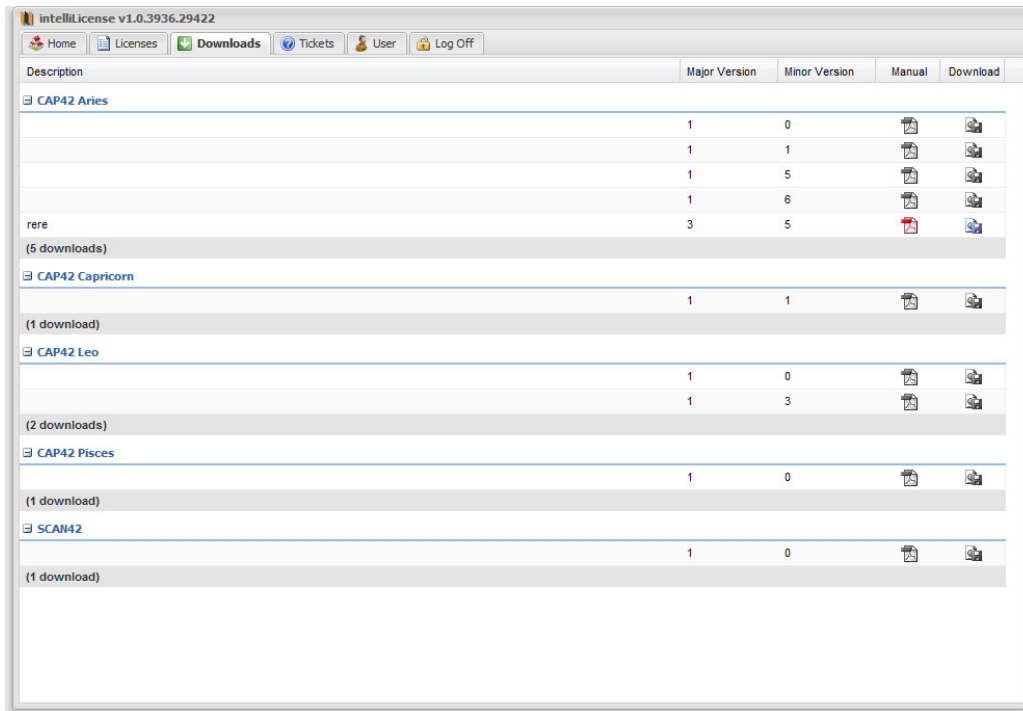 intelliLicense v1.0.3936.29422
Home Licenses Downloads Tickets User Log Off
Description Major Version Minor Version Manual Download
CAP42 Aries
1 0
1 1
1 5
1 6
rere 3 5
(5 downloads)
CAP42 Capricorn
1 1
(1 download)
CAP42 Leo
1 0
1 3
(2 downloads)
CAP42 Pisces
1 0
(1 download)
SCAN42
1 0
(1 download)